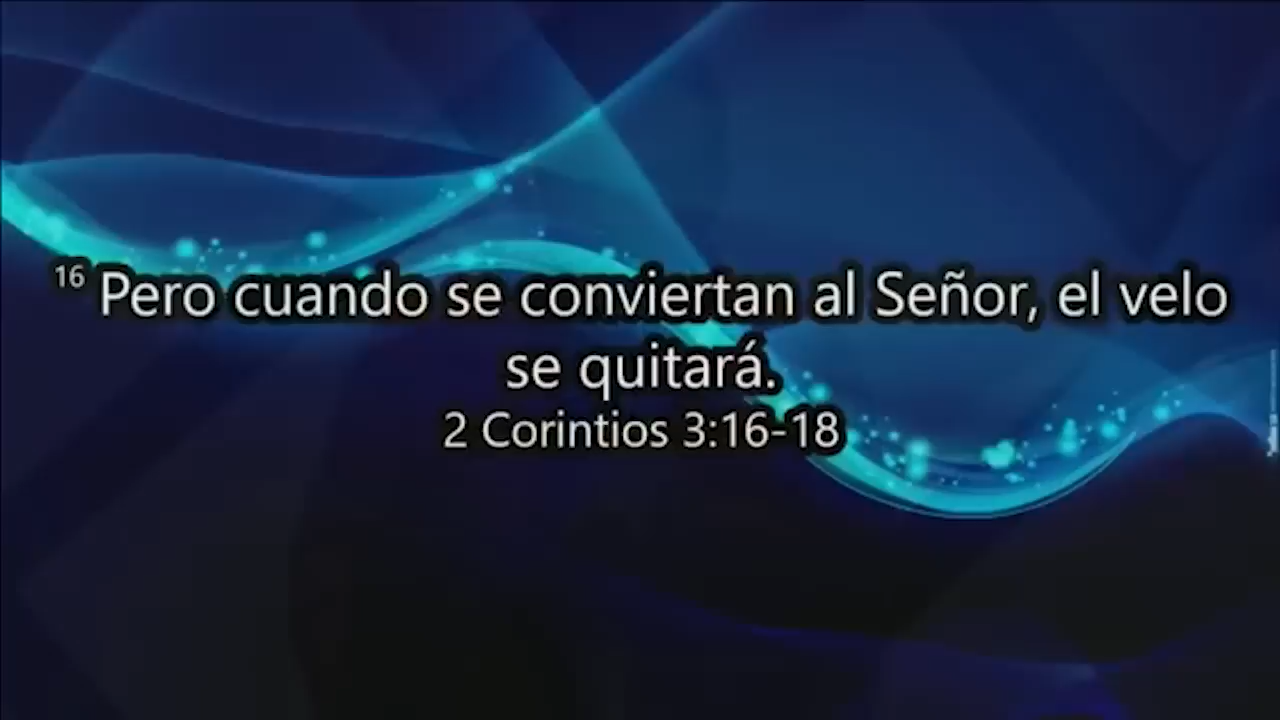 16 Pero cuando se conviertan al Señor, el velo
se quitará.
2 Corintios 3:16-18